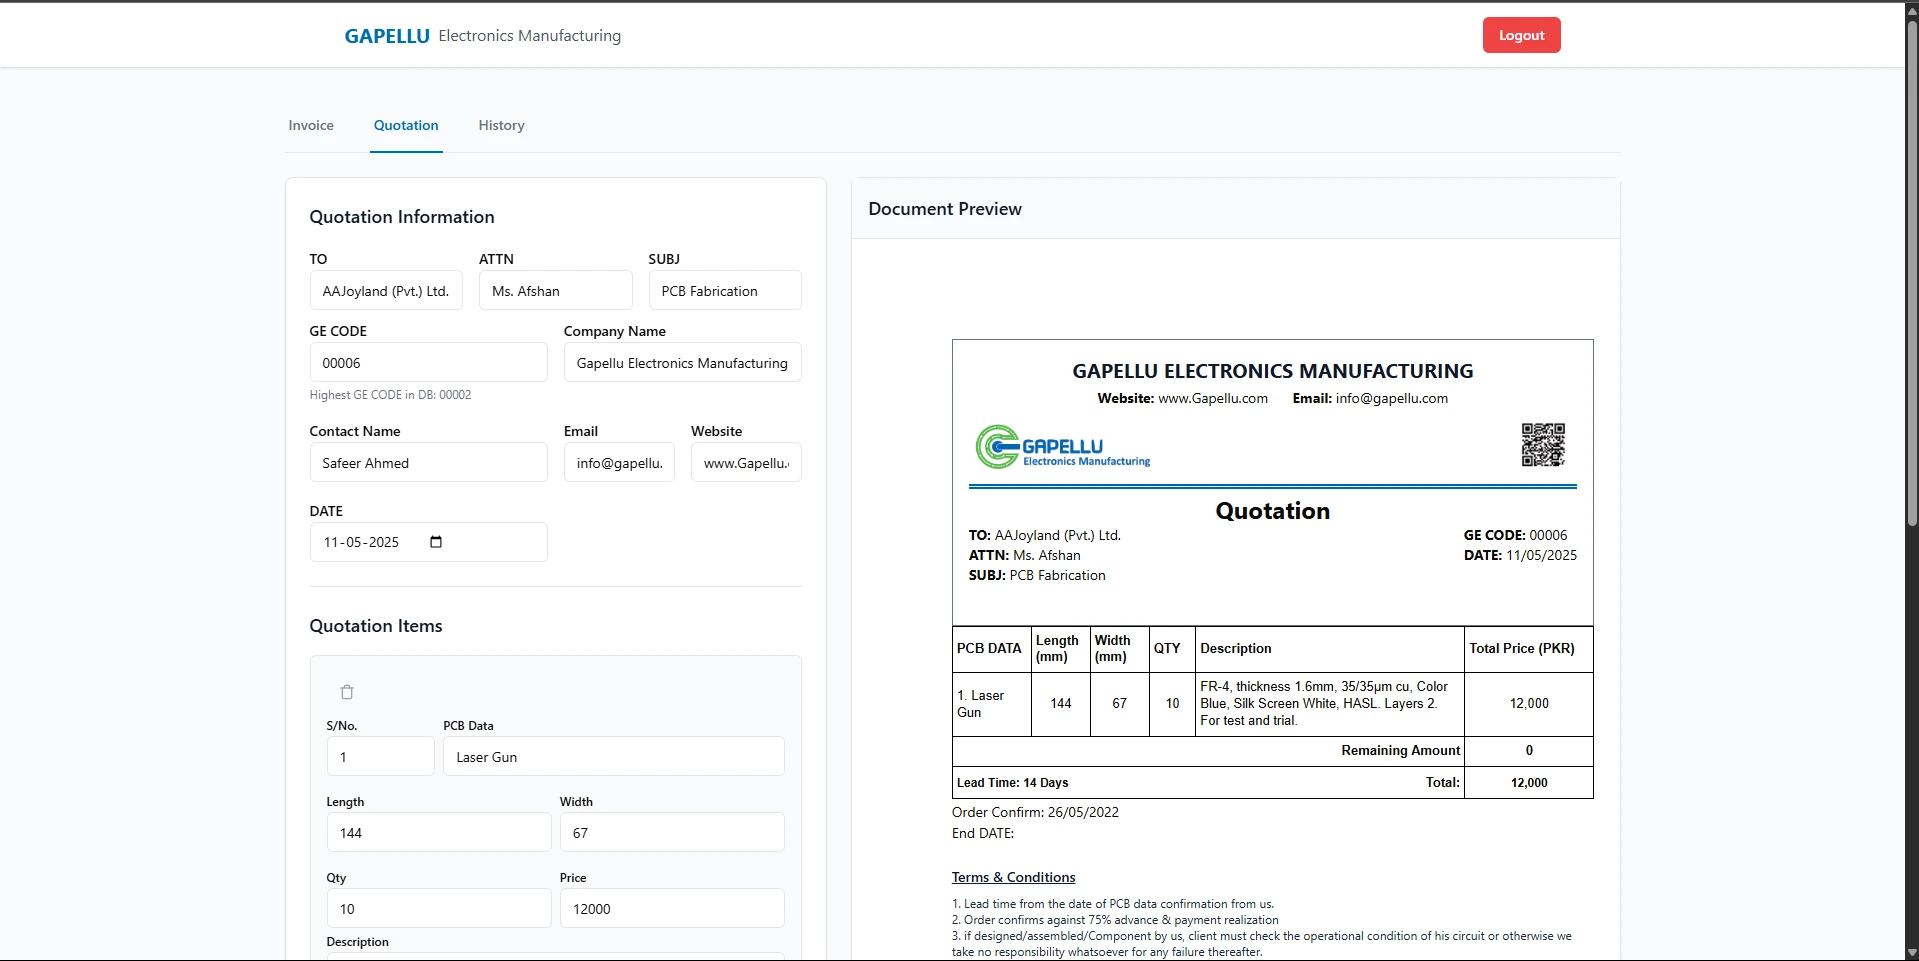 GAPELLU Electronics Manufacturing
Logout
Invoice
Quotation
History
Quotation Information
TO
ATTN
SUBJ
AAJoyland (Pvt.) Ltd.
Ms. Afshan
PCB Fabrication
GE CODE
Company Name
00006
Gapellu Electronics Manufacturing
Highest GE CODE in DB: 00002
Contact Name
Email
Website
Safeer Ahmed
info@gapellu.
www.Gapellu.
DATE
11-05-2025
Quotation Items
S/No.
PCB Data
1
Laser Gun
Length
Width
144
67
Qty
Price
10
12000
Description
Document Preview
GAPELLU ELECTRONICS MANUFACTURING
Website: www.Gapellu.com Email: info@gapellu.com
GAPELLU
Electronics Manufacturing
Quotation
TO: AAJoyland (Pvt.) Ltd.
GE CODE: 00006
ATTN: Ms. Afshan
DATE: 11/05/2025
SUBJ: PCB Fabrication
PCB DATA
Length
(mm)
Width
(mm)
QTY
Description
Total Price (PKR)
1. Laser
Gun
144
67
10
FR-4, thickness 1.6mm, 35/35µm cu, Color
Blue, Silk Screen White, HASL. Layers 2.
For test and trial.
12,000
Remaining Amount
0
Lead Time: 14 Days
Total:
12,000
Order Confirm: 26/05/2022
End DATE:
Terms & Conditions
1. Lead time from the date of PCB data confirmation from us.
2. Order confirms against 75% advance & payment realization
3. if designed/assembled/Component by us, client must check the operational condition of his circuit or otherwise we
take no responsibility whatsoever for any failure thereafter.